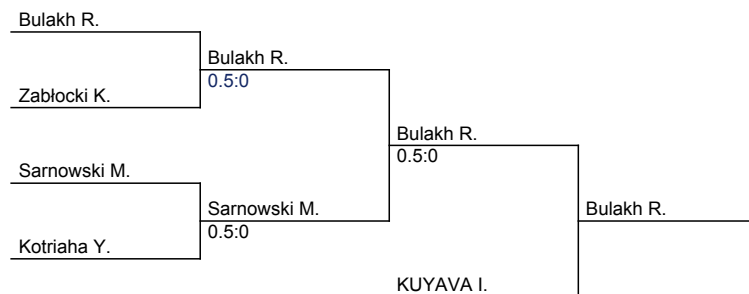 Bulakh R.
Bulakh R.
0.5:0
Zabłocki K.
Bulakh R.
0.5:0
Sarnowski M.
Sarnowski M.
0.5:0
Bulakh R.
Kotriaha Y.
KUYAVA I.